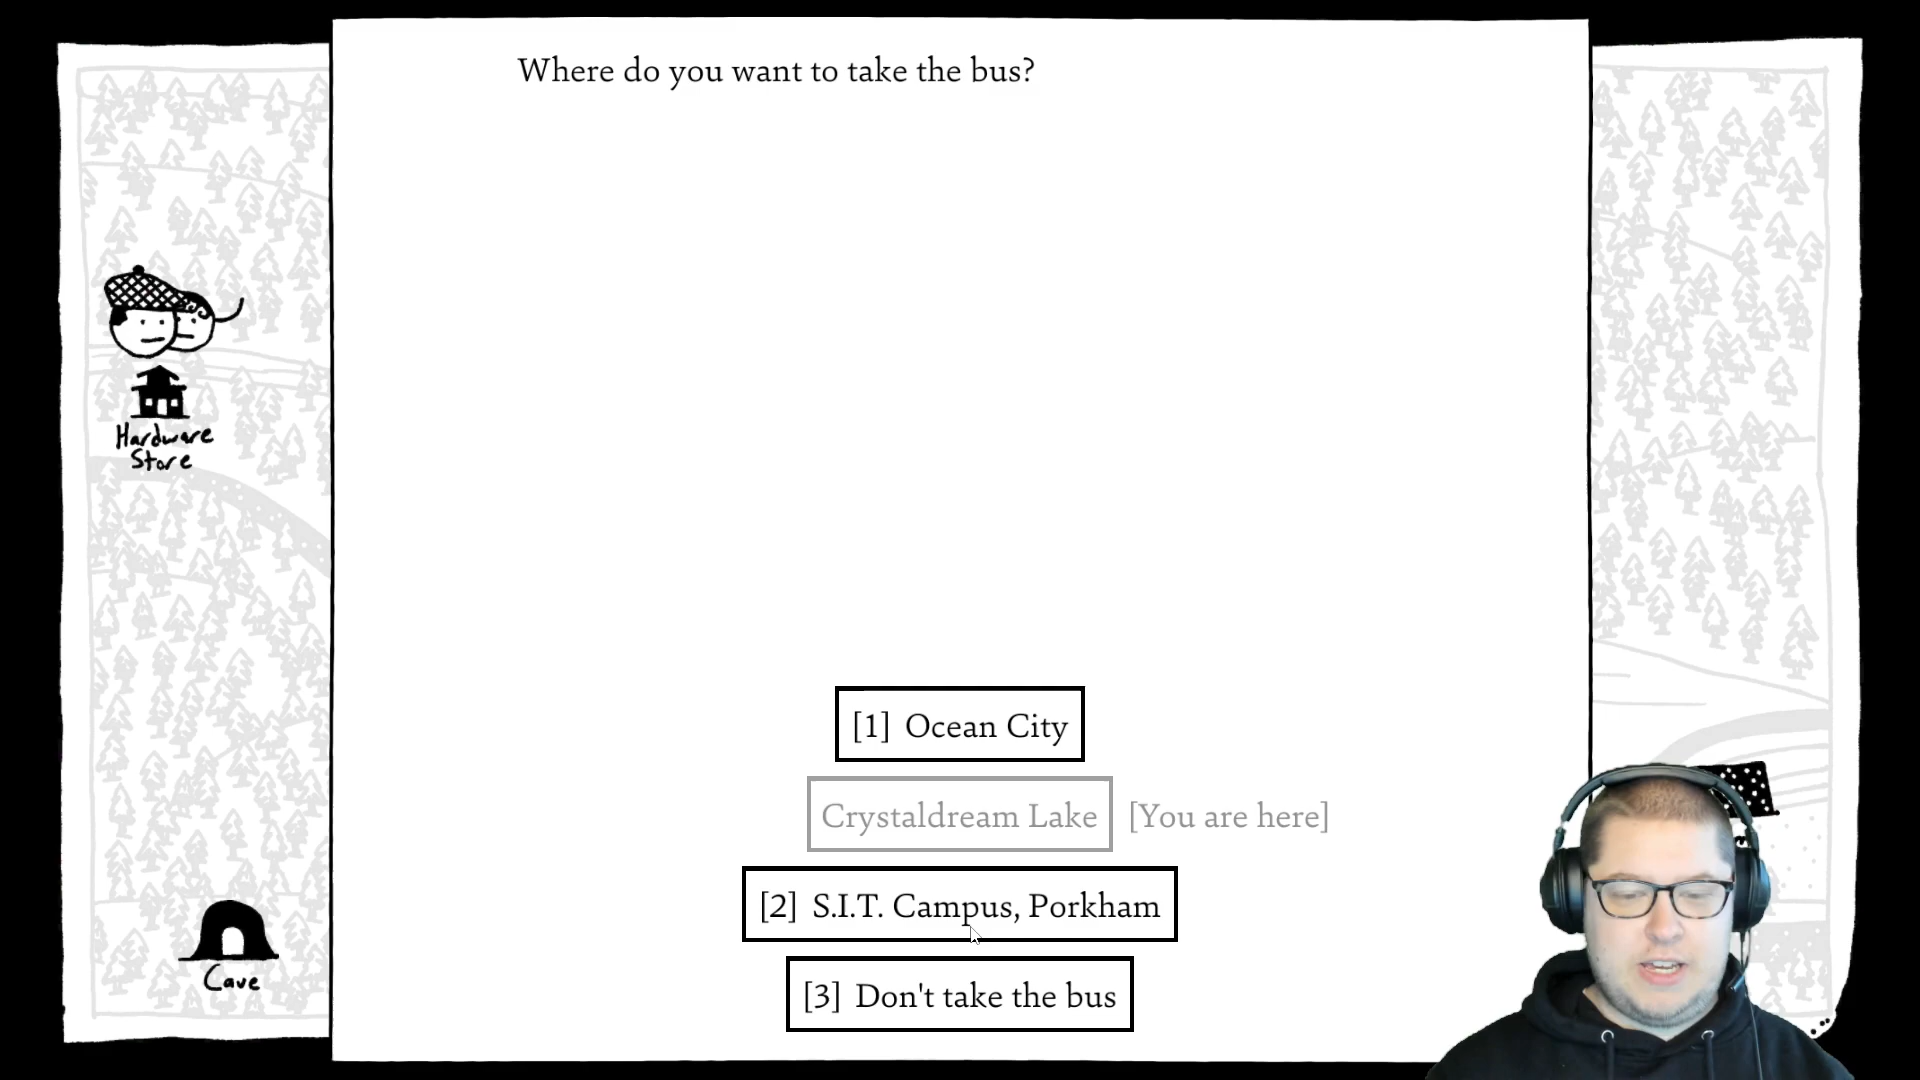 Where do you want to take the bus?
Hardware
Store
[1] Ocean City
Crystaldream Lake [You are here]
[2] S.I.T. Campus, Porkham
Cave
[3] Don't take the bus